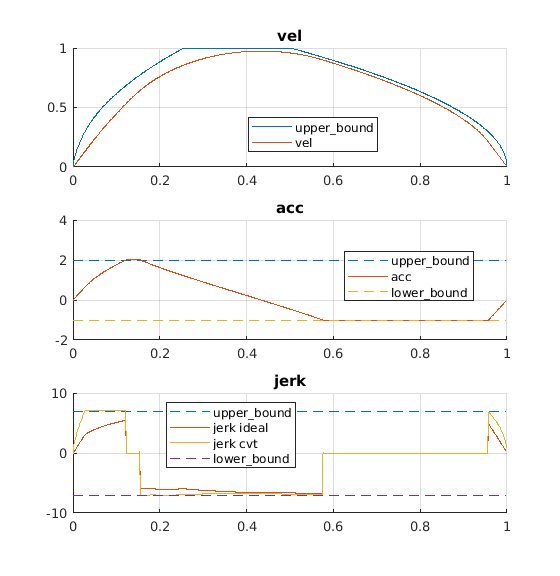 vel
1
0.5
0
upper_bound
vel
0 0.2 0.4 0.6 0.8 1
acc
4
2
0
-2
upper_bound
acc
lower_bound
0 0.2 0.4 0.6 0.8 1
jerk
10
0
-10
upper_bound
jerk ideal
jerk cvt
lower_bound
0 0.2 0.4 0.6 0.8 1